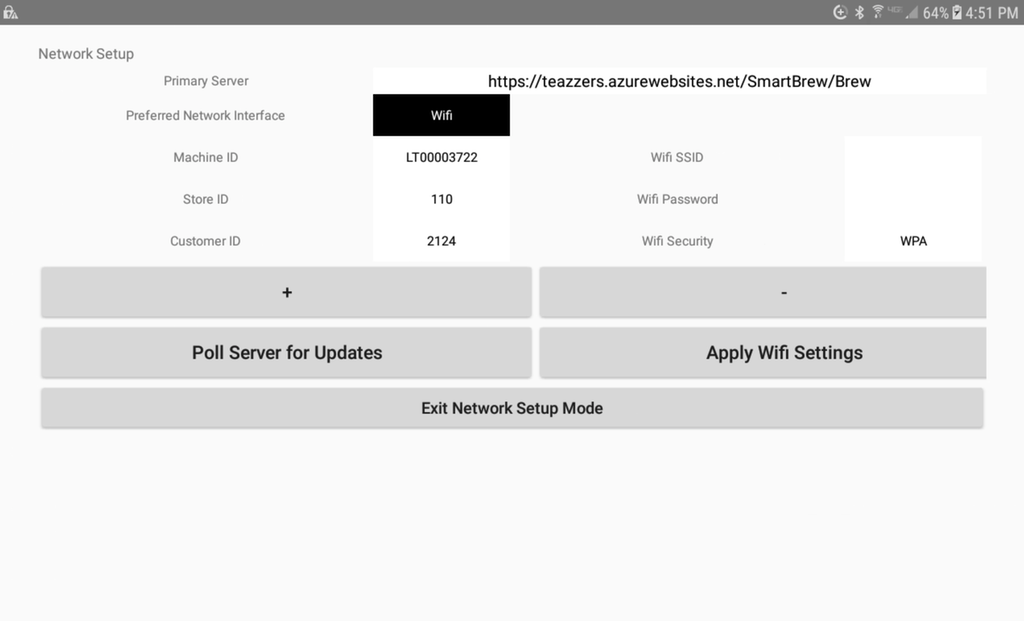 64% 4:51 PM
Network Setup
Primary Server https://teazzers.azurewebsites.net/SmartBrew/Brew
Preferred Network Interface Wifi
Machine ID LT00003722 Wifi SSID
Store ID 110 Wifi Password
Customer ID 2124 Wifi Security WPA
+ -
Poll Server for Updates Apply Wifi Settings
Exit Network Setup Mode